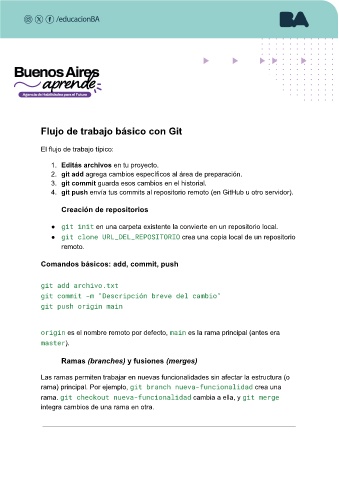 /educacionBA
BA
Buenos Aires
aprende
Agencia de Habilidades para el Futuro
Flujo de trabajo básico con Git
El flujo de trabajo típico:
1. Editás archivos en tu proyecto.
2. git add agrega cambios específicos al área de preparación.
3. git commit guarda esos cambios en el historial.
4. git push envía tus commits al repositorio remoto (en GitHub u otro servidor).
Creación de repositorios
● git init en una carpeta existente la convierte en un repositorio local.
● git clone URL_DEL_REPOSITORIO crea una copia local de un repositorio
remoto.
Comandos básicos: add, commit, push
git add archivo.txt
git commit -m "Descripción breve del cambio"
git push origin main
origin es el nombre remoto por defecto, main es la rama principal (antes era
master).
Ramas (branches) y fusiones (merges)
Las ramas permiten trabajar en nuevas funcionalidades sin afectar la estructura (o
rama) principal. Por ejemplo, git branch nueva-funcionalidad crea una
rama, git checkout nueva-funcionalidad cambia a ella, y git merge
integra cambios de una rama en otra.